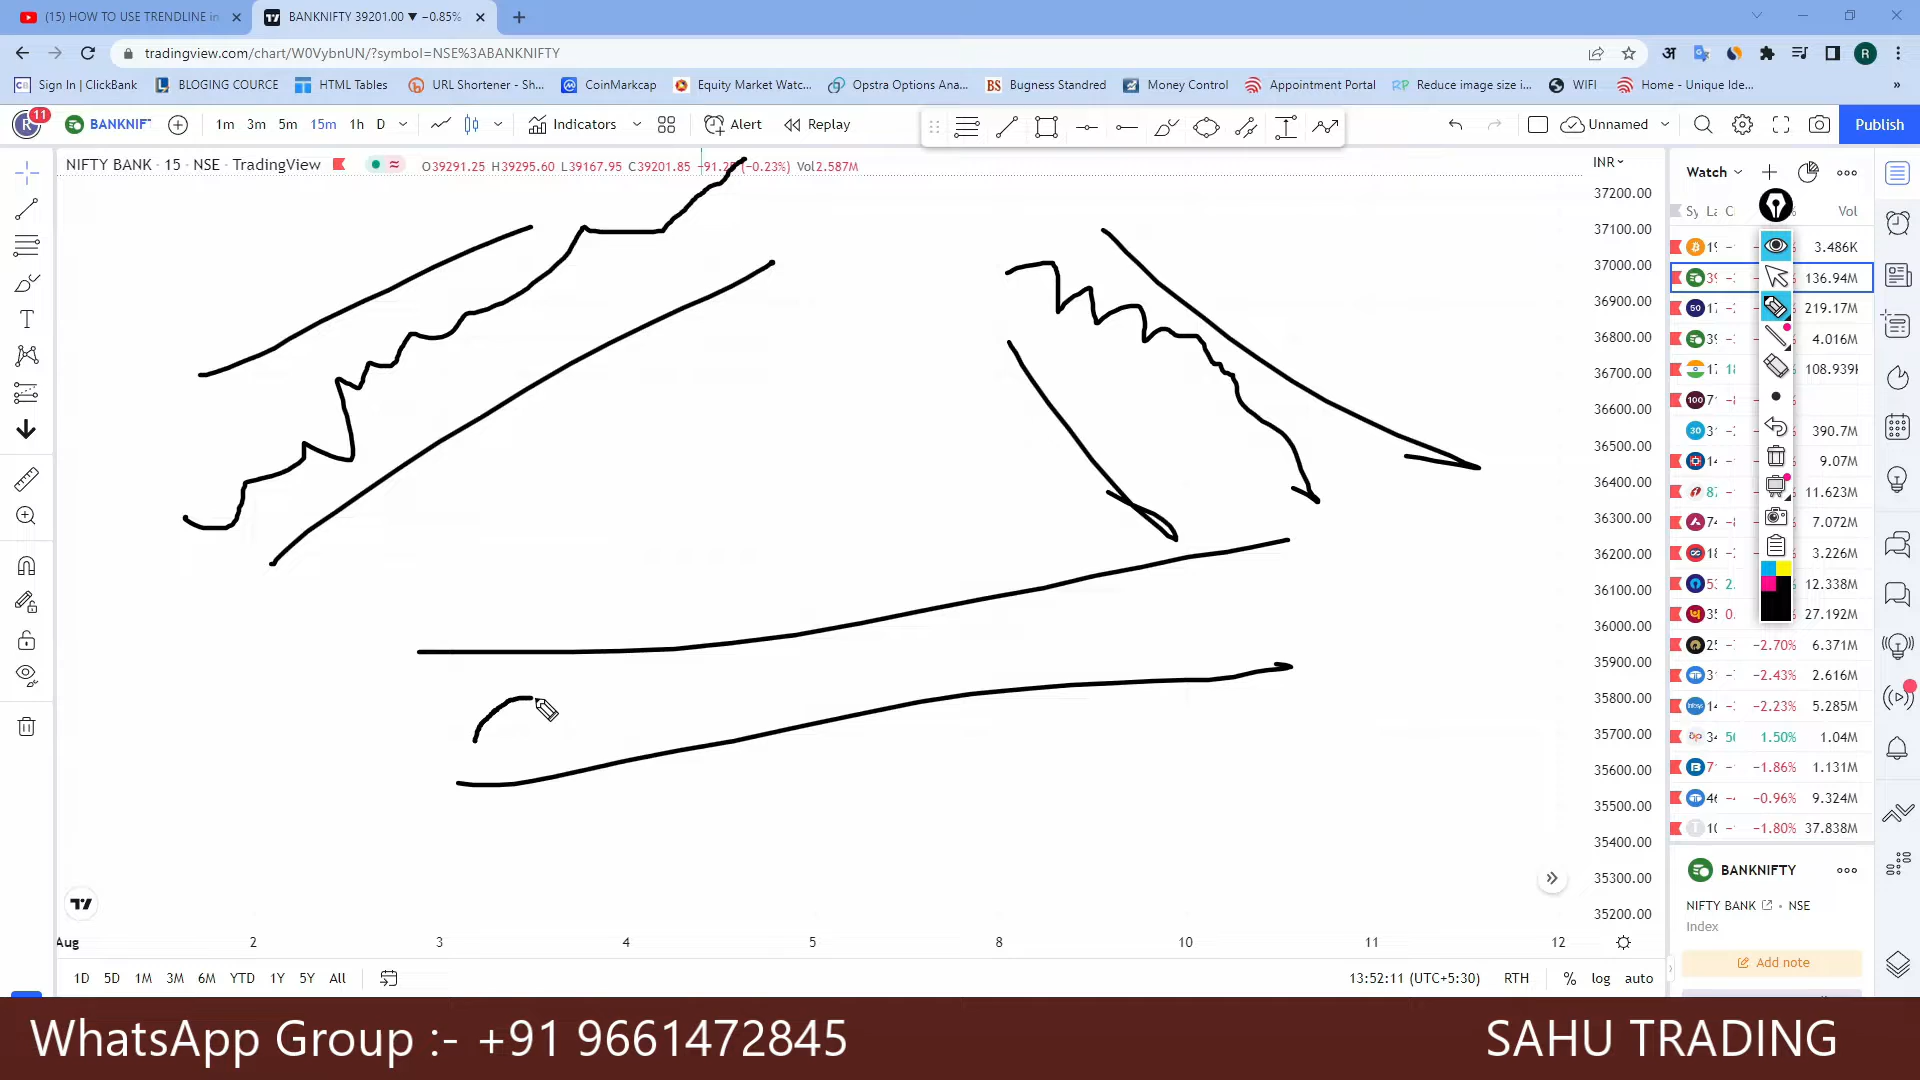 (15) HOW TO USE TRENDLINE in
BANKNIFTY 39201.00 ▼ −0.85%
tradingview.com/chart/W0VybnUN/?symbol=NSE%3ABANKNIFTY
अ
R
Sign In | ClickBank
BLOGING COURCE
HTML Tables
URL Shortener - Sh...
CoinMarkcap
Equity Market Watc...
Opstra Options Ana...
BS Bugness Standred
Money Control
Appointment Portal
RP Reduce image size i...
WIFI
Home - Unique Ide...
»
R 11
BANKNIF
1m 3m 5m 15m 1h D
Indicators
Alert
Replay
Unnamed
Publish
NIFTY BANK · 15 · NSE · TradingView
O39291.25 H39295.60 L39167.95 C39201.85 −91.25 (−0.23%) Vol2.587M
INR
37200.00
37100.00
37000.00
36900.00
36800.00
36700.00
36600.00
36500.00
36400.00
36300.00
36200.00
36100.00
36000.00
35900.00
35800.00
35700.00
35600.00
35500.00
35400.00
35300.00
35200.00
Aug 2 3 4 5 8 10 11 12
1D 5D 1M 3M 6M YTD 1Y 5Y All
13:52:11 (UTC+5:30) RTH % log auto
Watch
Vol
3.486K
136.94M
219.17M
4.016M
108.939
100
30 390.7M
9.07M
11.623M
7.072M
3.226M
12.338M
27.192M
−2.70% 6.371M
−2.43% 2.616M
−2.23% 5.285M
1.50% 1.04M
−1.86% 1.131M
−0.96% 9.324M
−1.80% 37.838M
BANKNIFTY
NIFTY BANK • NSE
Index
Add note
WhatsApp Group :- +91 9661472845
SAHU TRADING